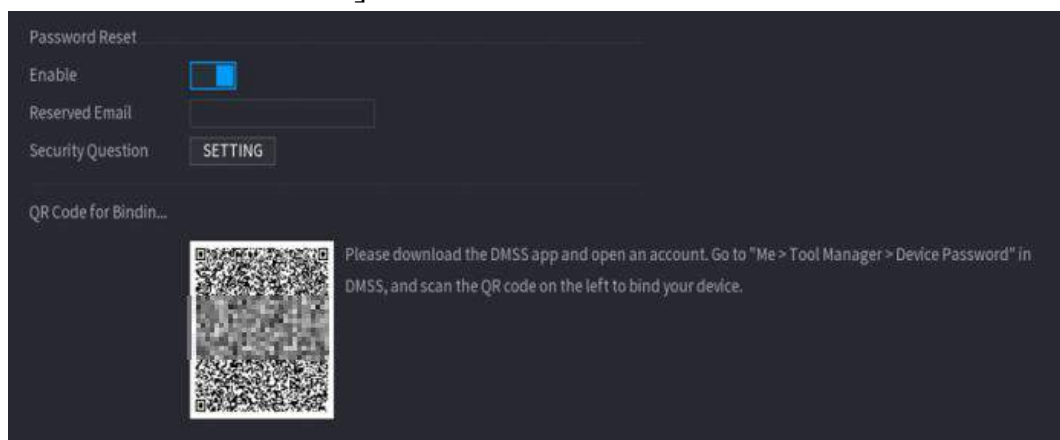 Password Reset
Enable
Reserved Email
Security Question SETTING
QR Code for Bindin...
Please download the DMSS app and open an account. Go to "Me > Tool Manager > Device Password" in
DMSS, and scan the QR code on the left to bind your device.